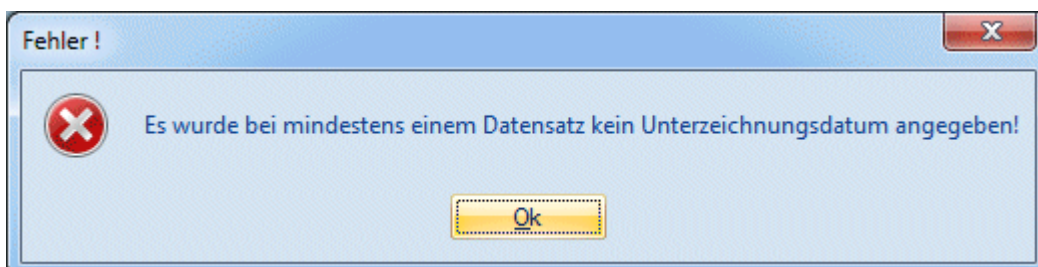 Fehler !
Es wurde bei mindestens einem Datensatz kein Unterzeichnungsdatum angegeben!
Ok